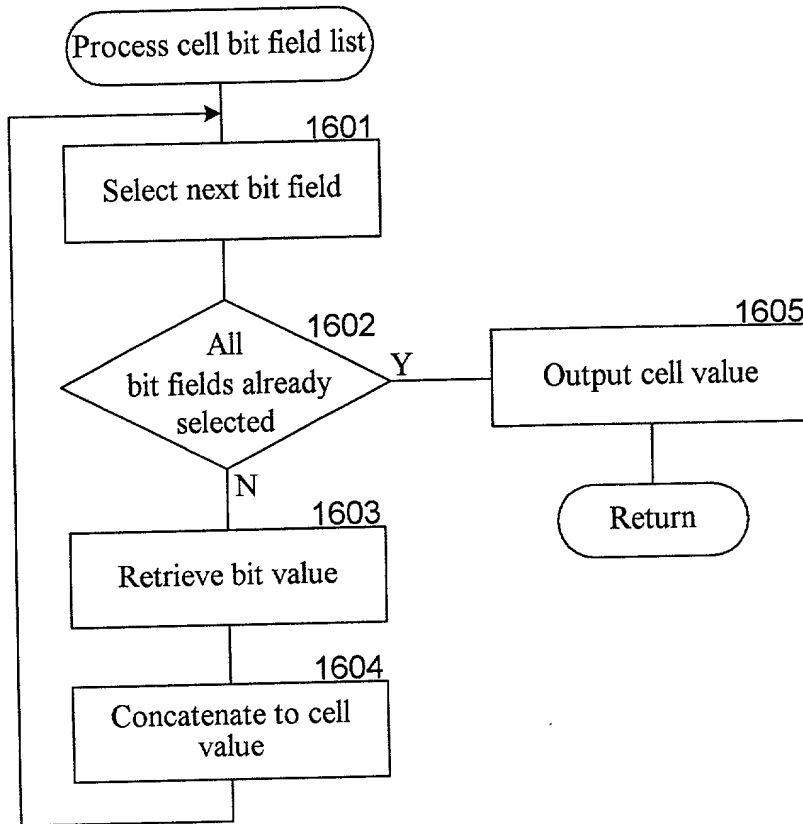 Process cell bit field list
1601
Select next bit field
1602
All
bit fields already
selected
Y
N
1605
Output cell value
Return
1603
Retrieve bit value
1604
Concatenate to cell
value